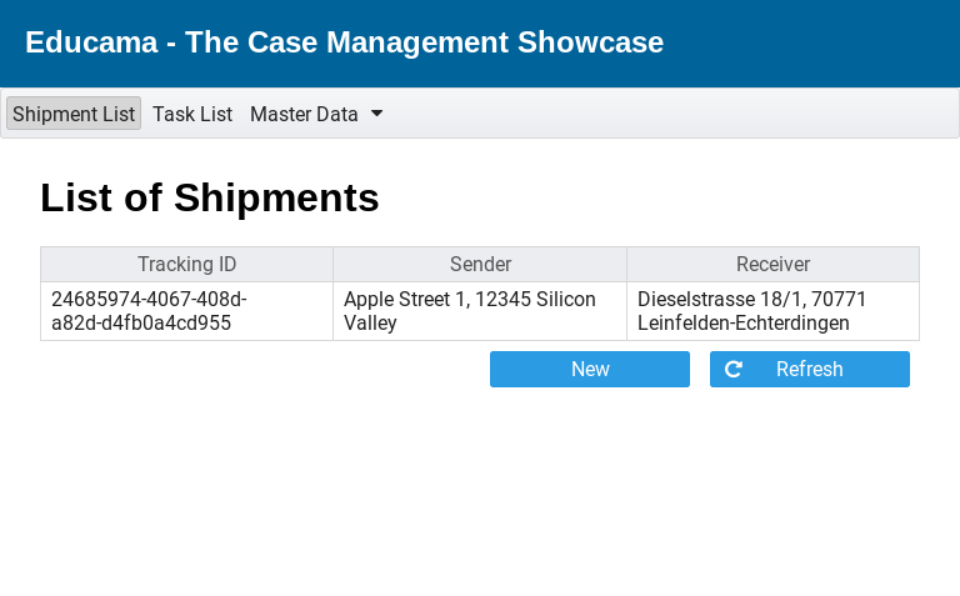 Educama - The Case Management Showcase
Shipment List Task List Master Data
List of Shipments
Tracking ID Sender Receiver
24685974-4067-408d- Apple Street 1, 12345 Silicon Dieselstrasse 18/1, 70771
a82d-d4fb0a4cd955 Valley Leinfelden-Echterdingen
New Refresh